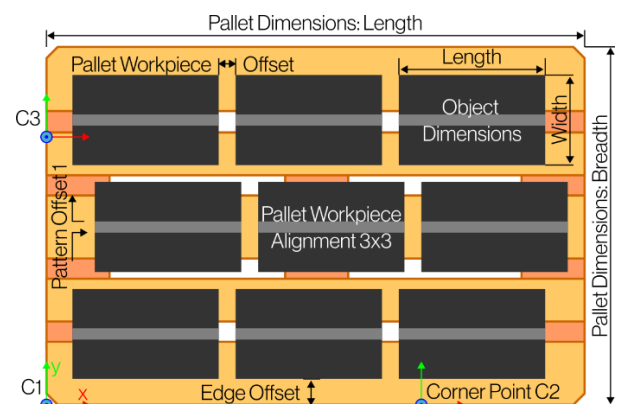 Pallet Dimensions: Length
Pallet Workpiece
Offset
Length
C3
Object
Dimensions
Width
Pattern Offset 1
Pallet Workpiece
Alignment 3x3
Pallet Dimensions: Breadth
y
C1
x
Edge Offset
Corner Point C2